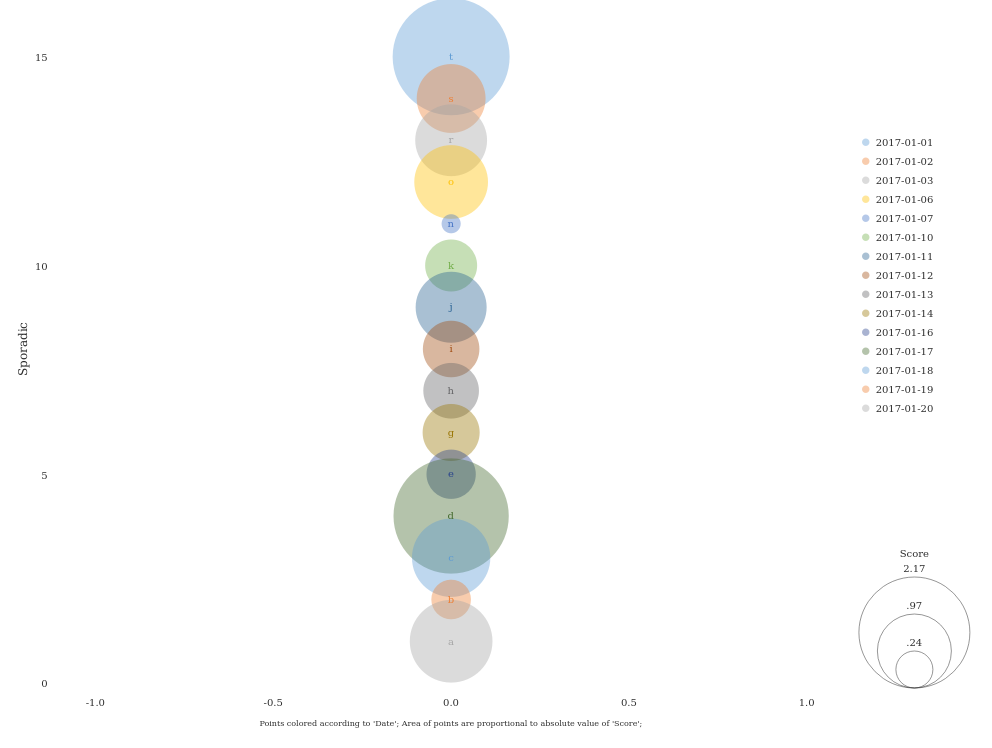 Sporadic
15
10
5
0
-1.0
-0.5
0.0
0.5
1.0
t
s
r
o
n
k
j
i
h
g
e
d
c
b
a
2017-01-01
2017-01-02
2017-01-03
2017-01-06
2017-01-07
2017-01-10
2017-01-11
2017-01-12
2017-01-13
2017-01-14
2017-01-16
2017-01-17
2017-01-18
2017-01-19
2017-01-20
Score
2.17
.97
.24
Points colored according to 'Date'; Area of points are proportional to absolute value of 'Score';